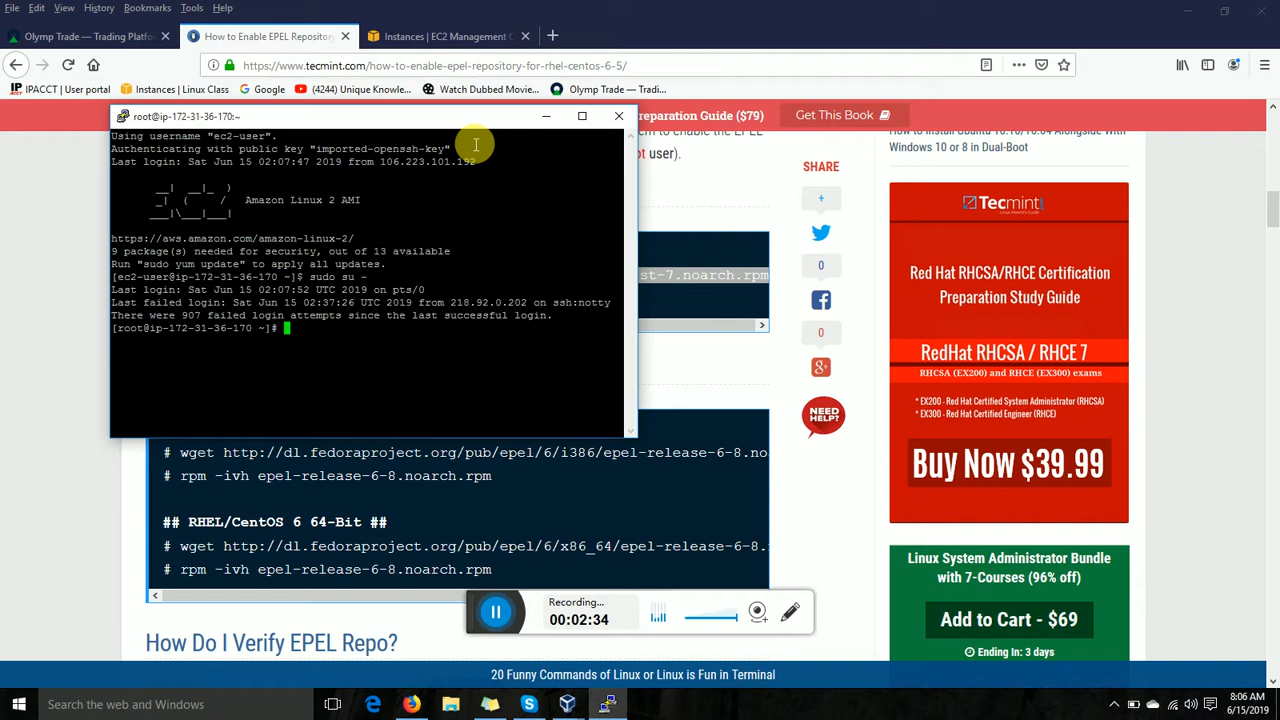 File Edit View History Bookmarks Tools Help
Olymp Trade — Trading Platfo
How to Enable EPEL Repository
Instances | EC2 Management C
https://www.tecmint.com/how-to-enable-epel-repository-for-rhel-centos-6-5/
IPACCT | User portal
Instances | Linux Class
Google
(4244) Unique Knowle...
Watch Dubbed Movie...
Olymp Trade — Tradi...
reparation Guide ($79)
Get This Book
them to enable the EPEL
ot user).
How to Install Ubuntu 16.04 Alongside With
Windows 10 or 8 in Dual-Boot
root@ip-172-31-36-170:~
Using username "ec2-user".
Authenticating with public key "imported-openssh-key"
Last login: Sat Jun 15 02:07:47 2019 from 106.223.101.192
__| __|_ )
_| ( / Amazon Linux 2 AMI
___|\___|___|
https://aws.amazon.com/amazon-linux-2/
9 package(s) needed for security, out of 13 available
Run "sudo yum update" to apply all updates.
[ec2-user@ip-172-31-36-170 ~]$ sudo su -
Last login: Sat Jun 15 02:07:52 UTC 2019 on pts/0
Last failed login: Sat Jun 15 02:37:26 UTC 2019 from 218.92.0.202 on ssh:notty
There were 907 failed login attempts since the last successful login.
[root@ip-172-31-36-170 ~]#
st-7.noarch.rpm
# wget http://dl.fedoraproject.org/pub/epel/6/i386/epel-release-6-8.noa
# rpm -ivh epel-release-6-8.noarch.rpm
## RHEL/CentOS 6 64-Bit ##
# wget http://dl.fedoraproject.org/pub/epel/6/x86_64/epel-release-6-8.
# rpm -ivh epel-release-6-8.noarch.rpm
How Do I Verify EPEL Repo?
SHARE
+
0
0
NEED
HELP?
Tecmint
Red Hat RHCSA/RHCE Certification
Preparation Study Guide
RedHat RHCSA / RHCE 7
RHCSA (EX200) and RHCE (EX300) exams
* EX200 - Red Hat Certified System Administrator (RHCSA)
* EX300 - Red Hat Certified Engineer (RHCE)
Buy Now $39.99
Linux System Administrator Bundle
with 7-Courses (96% off)
Add to Cart - $69
Ending In: 3 days
Recording...
00:02:34
20 Funny Commands of Linux or Linux is Fun in Terminal
Search the web and Windows
8:06 AM
6/15/2019